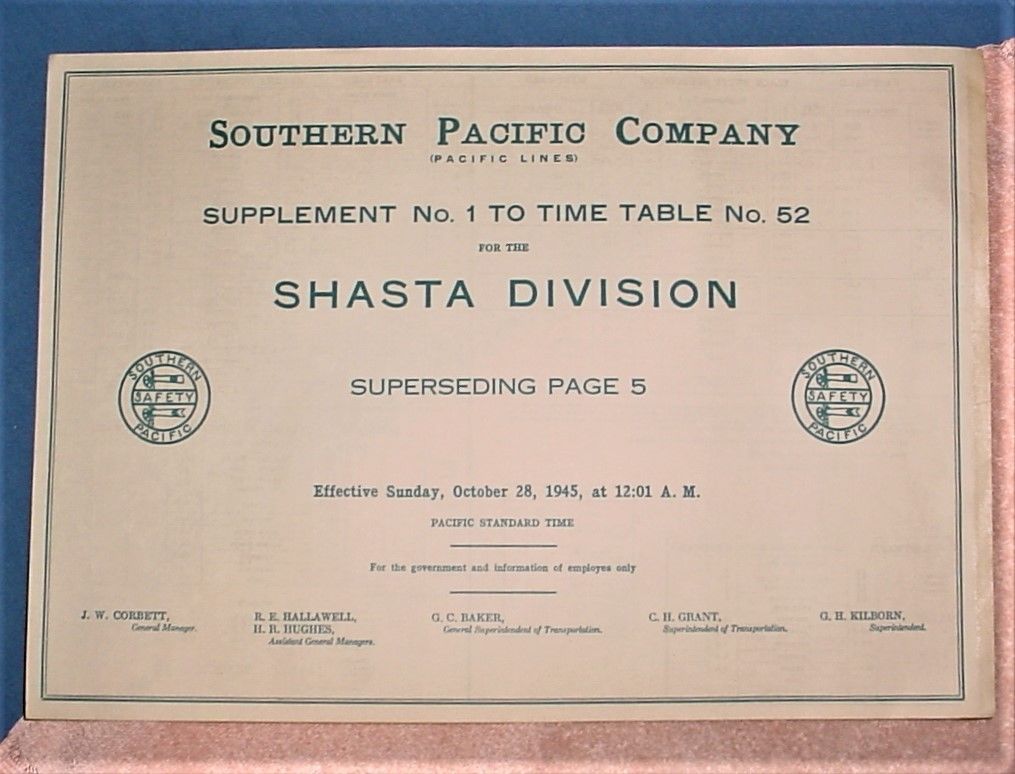 SOUTHERN PACIFIC COMPANY
(PACIFIC LINES)
SUPPLEMENT No. 1 TO TIME TABLE No. 52
FOR THE
SHASTA DIVISION
SOUTHERN
SAFETY
PACIFIC
SUPERSEDING PAGE 5
SOUTHERN
SAFETY
PACIFIC
Effective Sunday, October 28, 1945, at 12:01 A. M.
PACIFIC STANDARD TIME
For the government and information of employes only
J. W. CORBETT,
General Manager.
R. E. HALLAWELL,
H. R. HUGHES,
Assistant General Managers.
G. C. BAKER,
General Superintendent of Transportation.
C. H. GRANT,
Superintendent of Transportation.
G. H. KILBORN,
Superintendent.